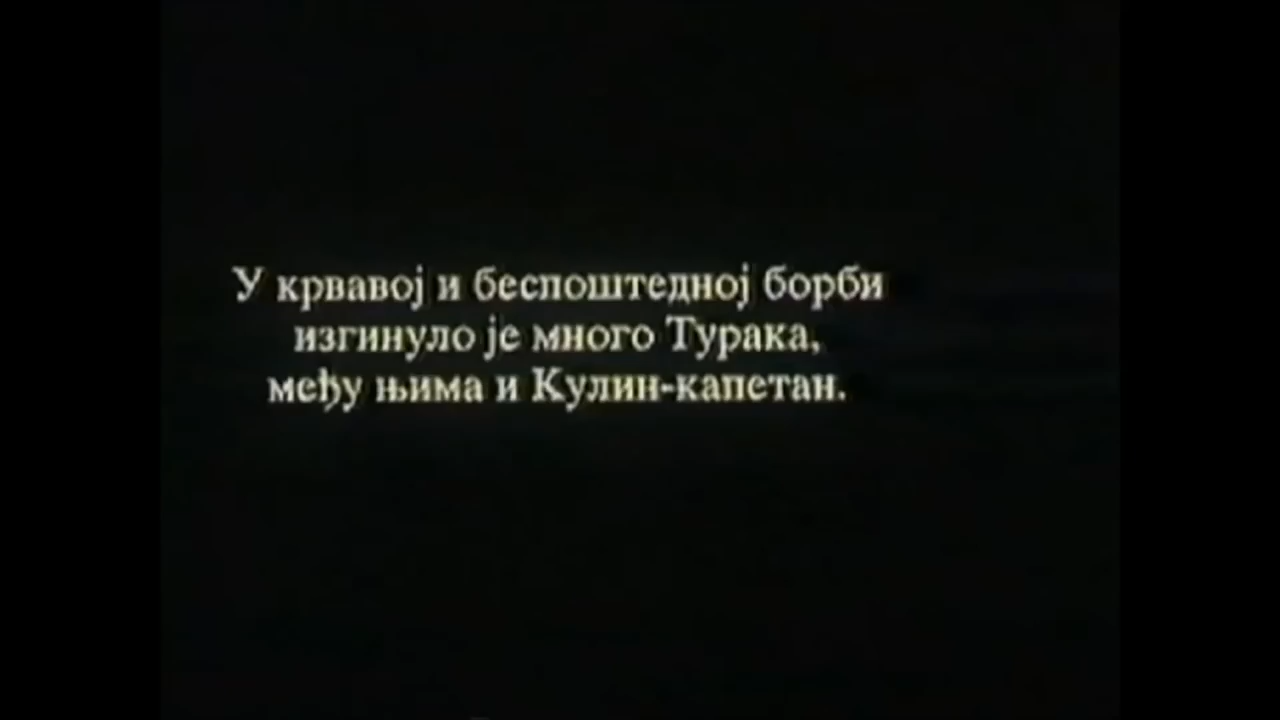 У крвавој и беспоштедној борби
изгинуло је много Турака,
међу њима и Кулин-капетан.